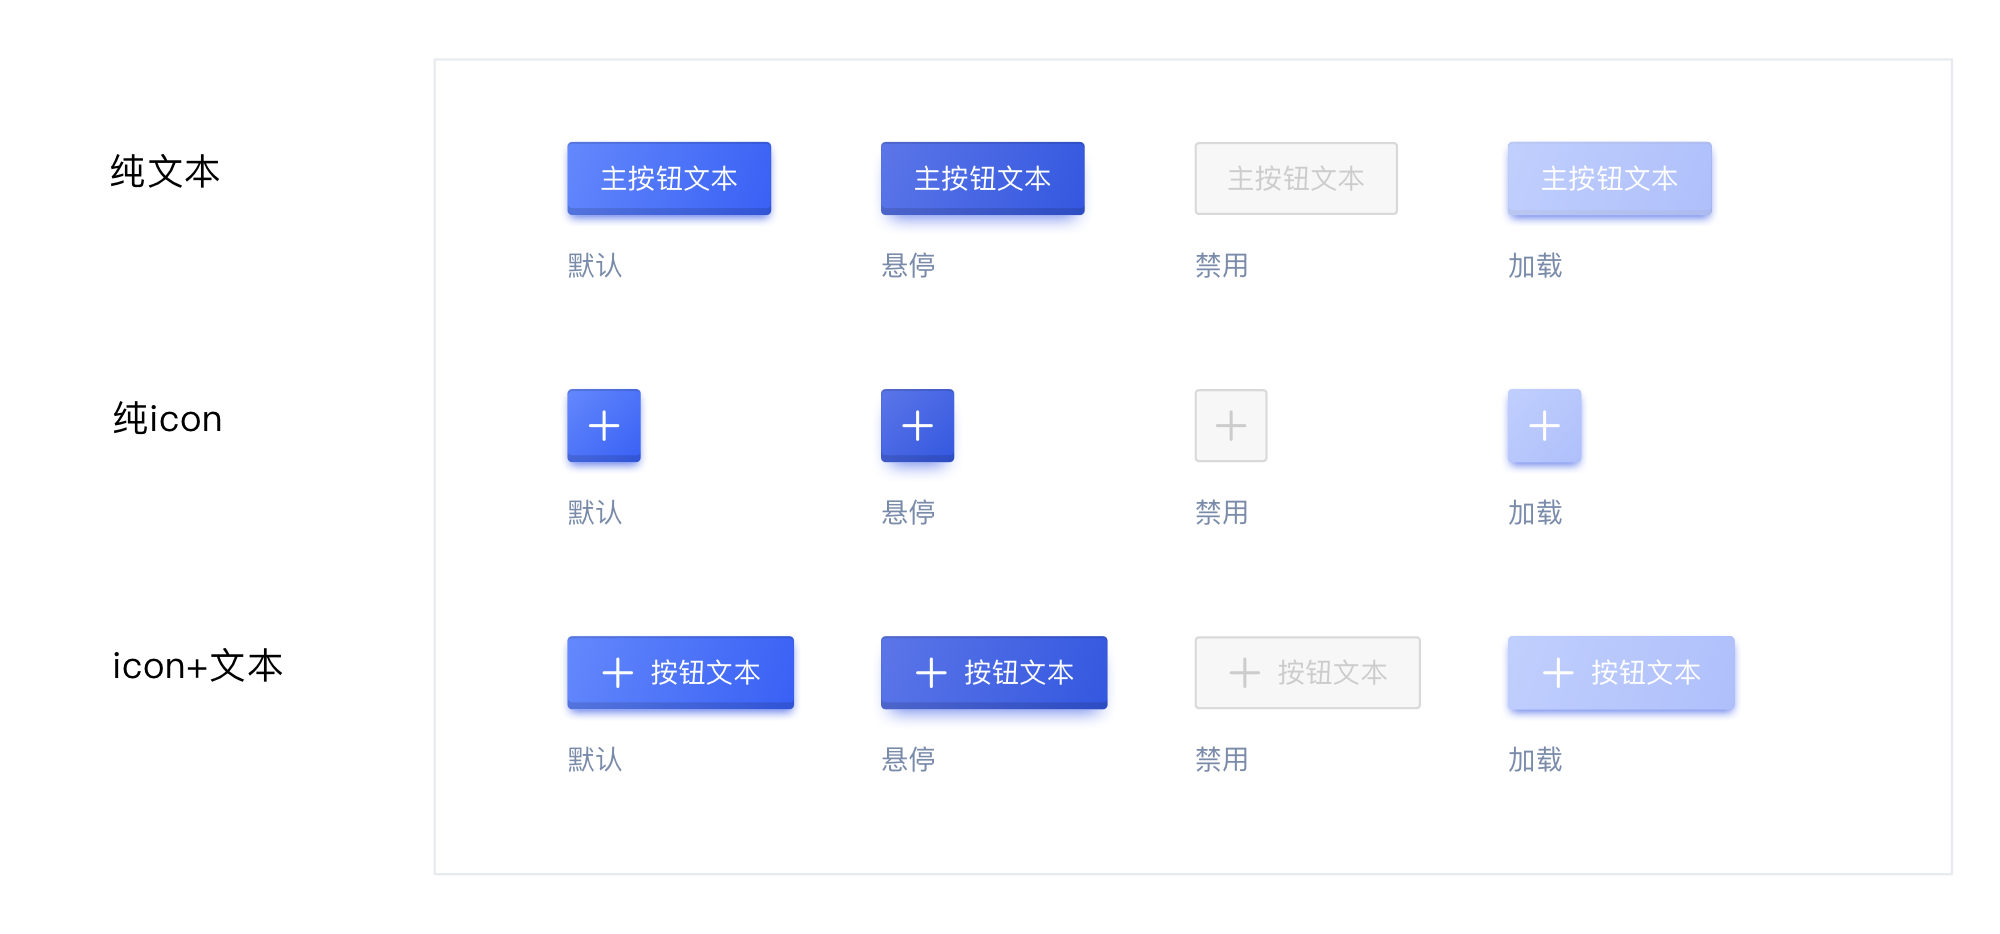 纯文本
主按钮文本 主按钮文本 主按钮文本 主按钮文本
默认 悬停 禁用 加载
纯icon
默认 悬停 禁用 加载
icon+文本
按钮文本 按钮文本 按钮文本 按钮文本
默认 悬停 禁用 加载